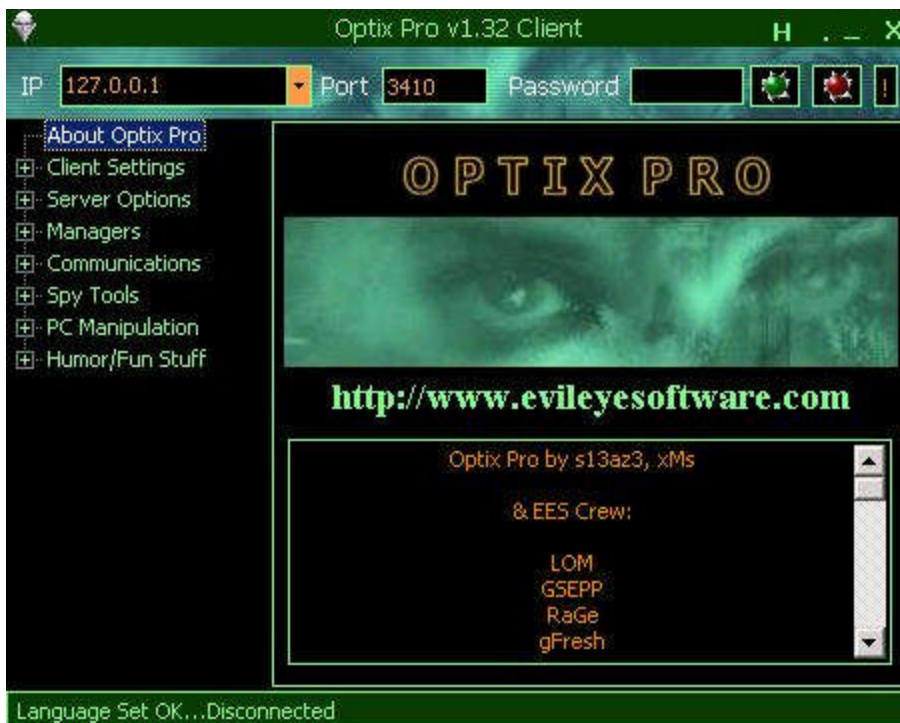 Optix Pro v1.32 Client H . _ X
IP 127.0.0.1 Port 3410 Password !
About Optix Pro
Client Settings
Server Options
Managers
Communications
Spy Tools
PC Manipulation
Humor/Fun Stuff
OPTIX PRO
http://www.evileyesoftware.com
Optix Pro by s13az3, xMs
& EES Crew:
LOM
GSEPP
RaGe
gFresh
Language Set OK...Disconnected